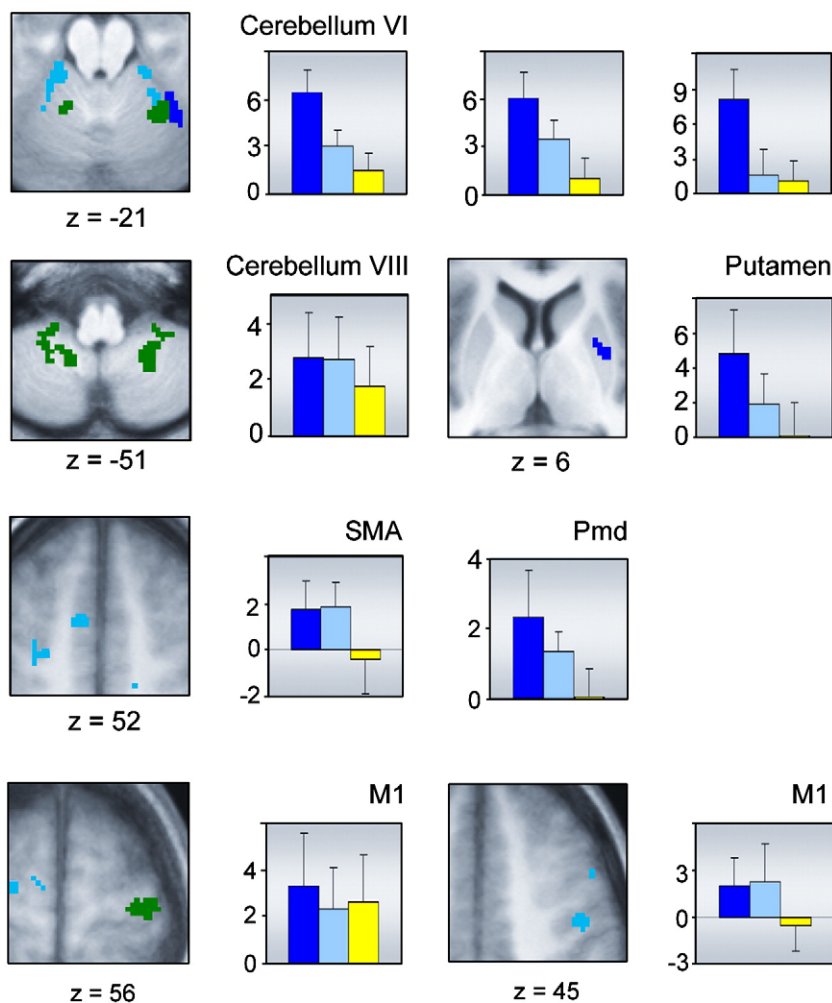 Cerebellum VI
6
3
0
6
3
0
9
6
3
0
z = -21
Cerebellum VIII
Putamen
4
2
0
6
4
2
0
z = -51
z = 6
SMA
Pmd
2
0
-2
4
2
0
z = 52
M1
M1
4
2
0
3
0
-3
z = 56
z = 45